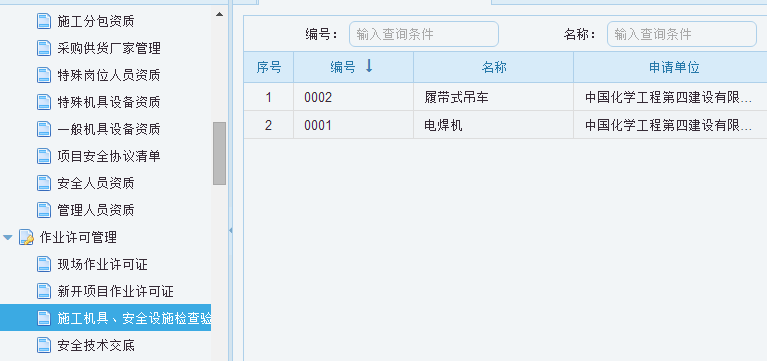 施工分包资质
采购供货厂家管理
特殊岗位人员资质
特殊机具设备资质
一般机具设备资质
项目安全协议清单
安全人员资质
管理人员资质
作业许可管理
现场作业许可证
新开项目作业许可证
施工机具、安全设施检查验
安全技术交底
编号： 输入查询条件 名称： 输入查询条件
序号 编号 名称 申请单位
1 0002 履带式吊车 中国化学工程第四建设有限...
2 0001 电焊机 中国化学工程第四建设有限...